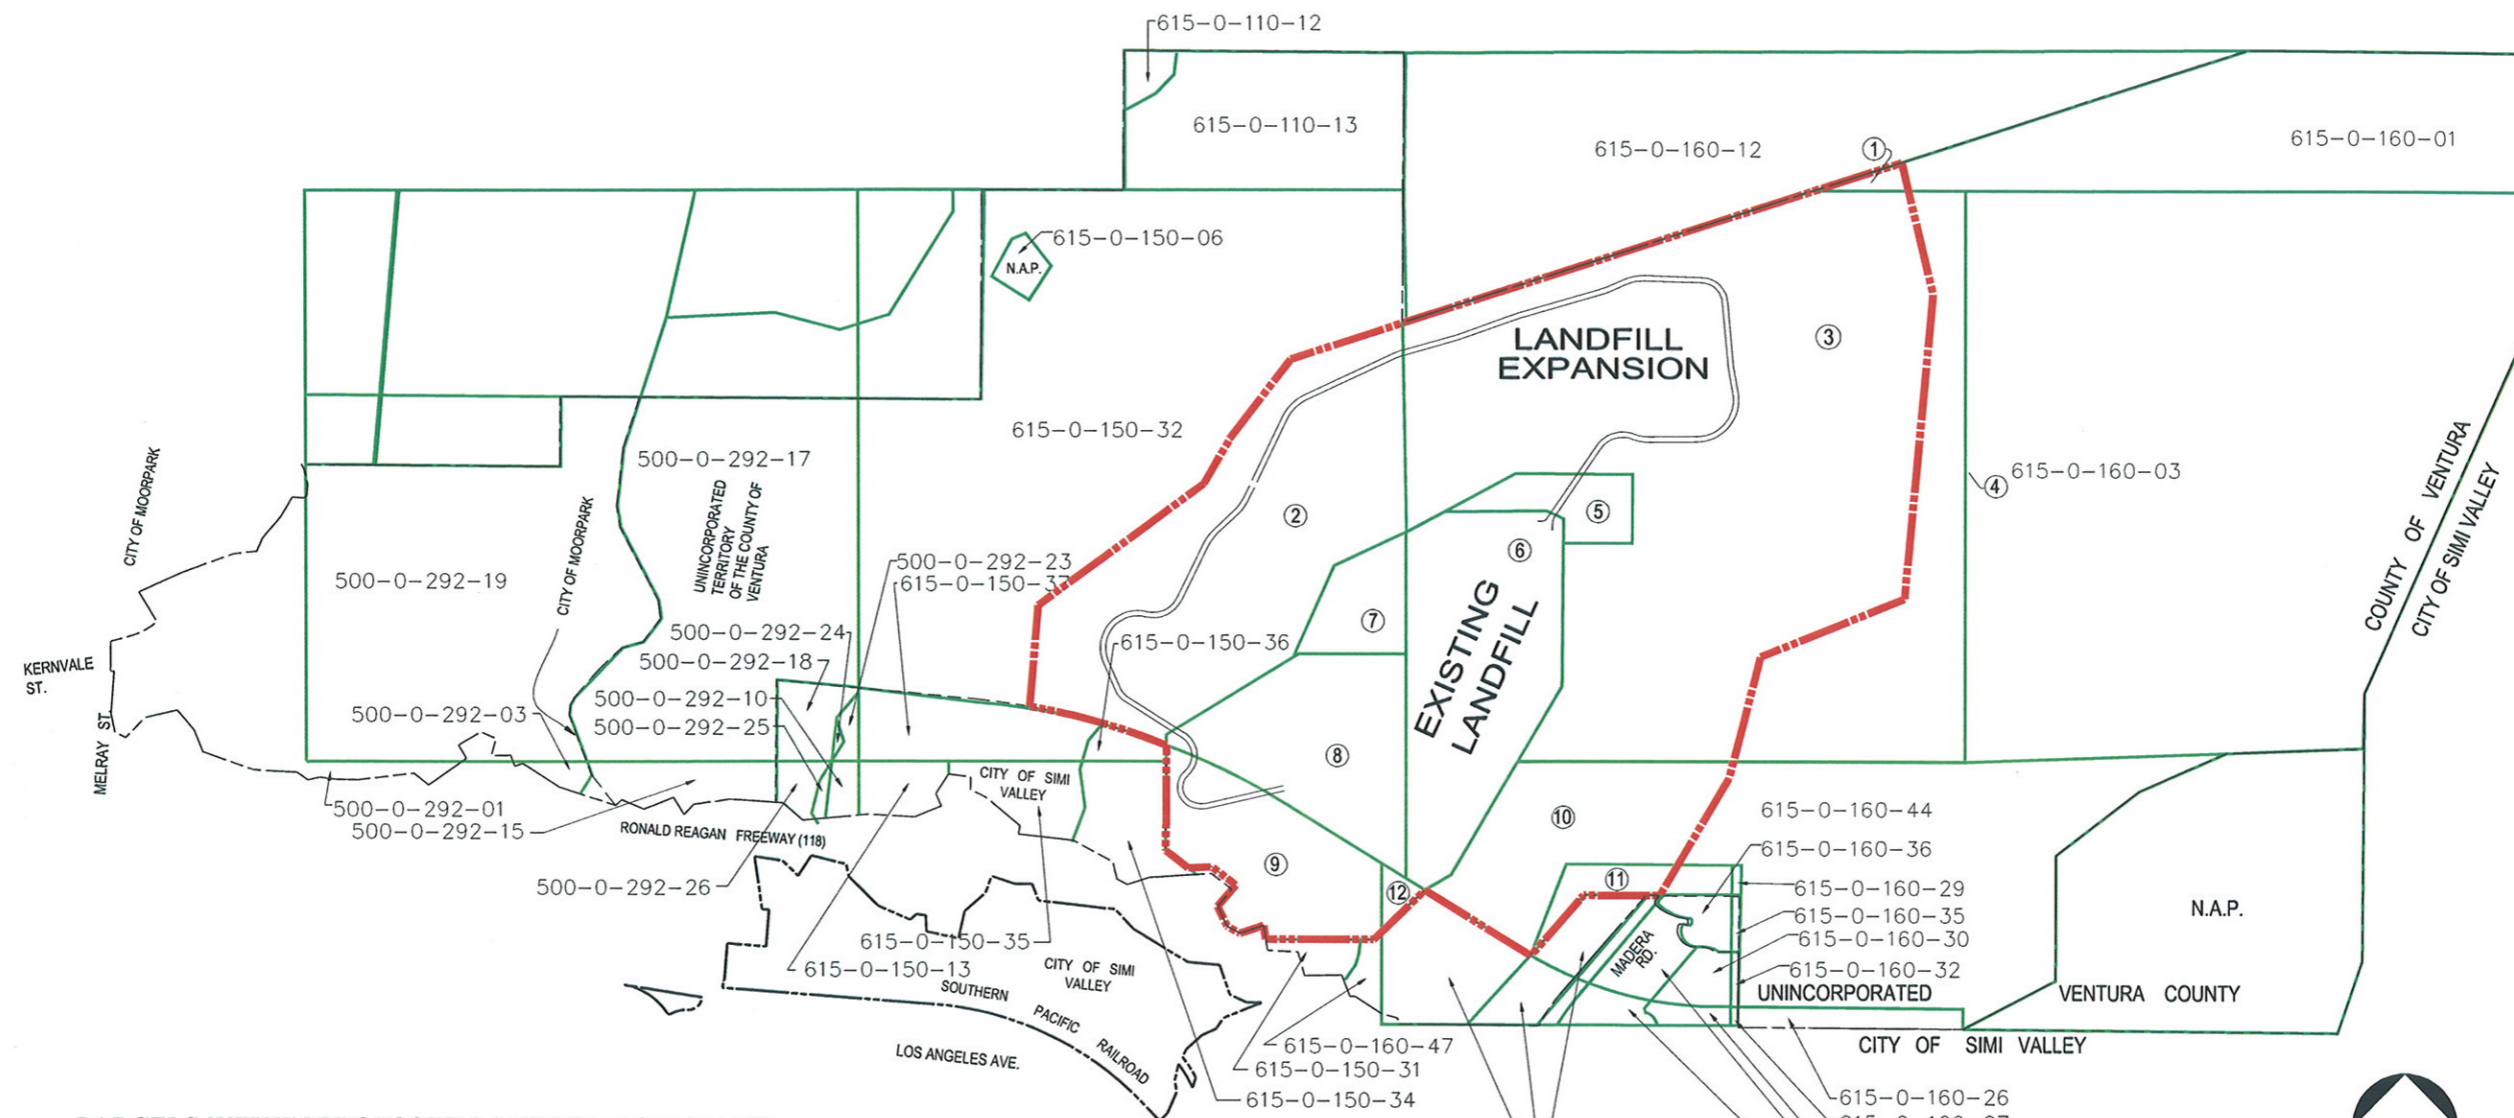 615-0-110-12
615-0-110-13
615-0-160-12
①
615-0-160-01
615-0-150-06
N.A.P.
LANDFILL
EXPANSION
③
615-0-150-32
CITY OF MOORPARK
500-0-292-17
UNINCORPORATED
TERRITORY
OF THE COUNTY OF
VENTURA
④
615-0-160-03
COUNTY OF VENTURA
CITY OF SIMI VALLEY
②
⑤
⑥
CITY OF MOORPARK
500-0-292-19
500-0-292-23
615-0-150-37
EXISTING
LANDFILL
⑦
500-0-292-24
615-0-150-36
KERNVALE
ST.
500-0-292-18
500-0-292-10
500-0-292-03
500-0-292-25
MELRAY ST.
⑧
CITY OF SIMI
VALLEY
500-0-292-01
500-0-292-15
RONALD REAGAN FREEWAY (118)
⑩
615-0-160-44
615-0-160-36
⑨
⑪
⑫
500-0-292-26
615-0-160-29
615-0-160-35
N.A.P.
615-0-150-35
615-0-160-30
MADERA
RD.
615-0-150-13
CITY OF SIMI
VALLEY
615-0-160-32
SOUTHERN PACIFIC RAILROAD
UNINCORPORATED VENTURA COUNTY
LOS ANGELES AVE.
615-0-160-47
CITY OF SIMI VALLEY
615-0-150-31
615-0-150-34
615-0-160-26